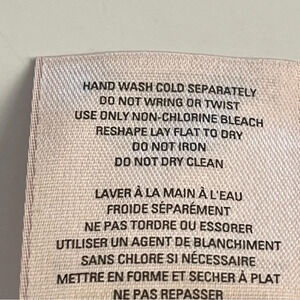 HAND WASH COLD SEPARATELY
DO NOT WRING OR TWIST
USE ONLY NON-CHLORINE BLEACH
RESHAPE LAY FLAT TO DRY
DO NOT IRON
DO NOT DRY CLEAN
LAVER À LA MAIN À L'EAU
FROIDE SÉPARÉMENT
NE PAS TORDRE OU ESSORER
UTILISER UN AGENT DE BLANCHIMENT
SANS CHLORE SI NÉCESSAIRE
METTRE EN FORME ET SECHER À PLAT
NE PAS REPASSER